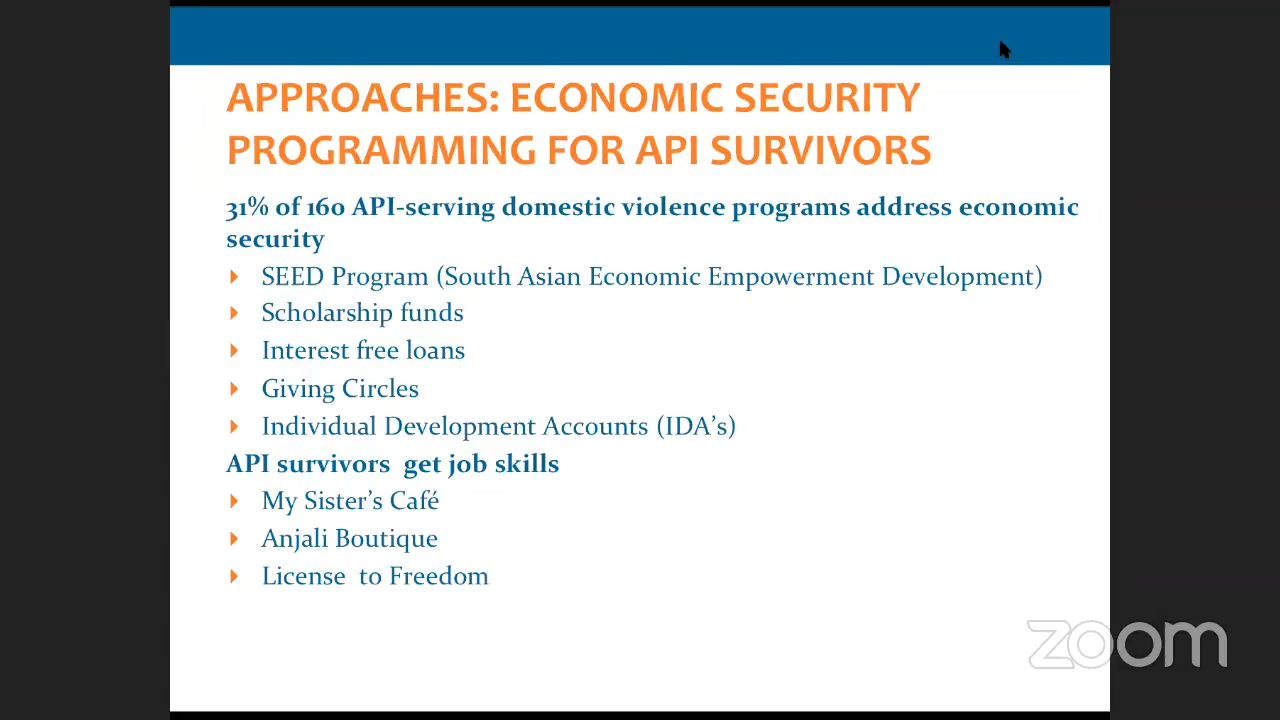 APPROACHES: ECONOMIC SECURITY
PROGRAMMING FOR API SURVIVORS
31% of 160 API-serving domestic violence programs address economic
security
SEED Program (South Asian Economic Empowerment Development)
Scholarship funds
Interest free loans
Giving Circles
Individual Development Accounts (IDA’s)
API survivors  get job skills
My Sister’s Café
Anjali Boutique
License  to Freedom
zoom